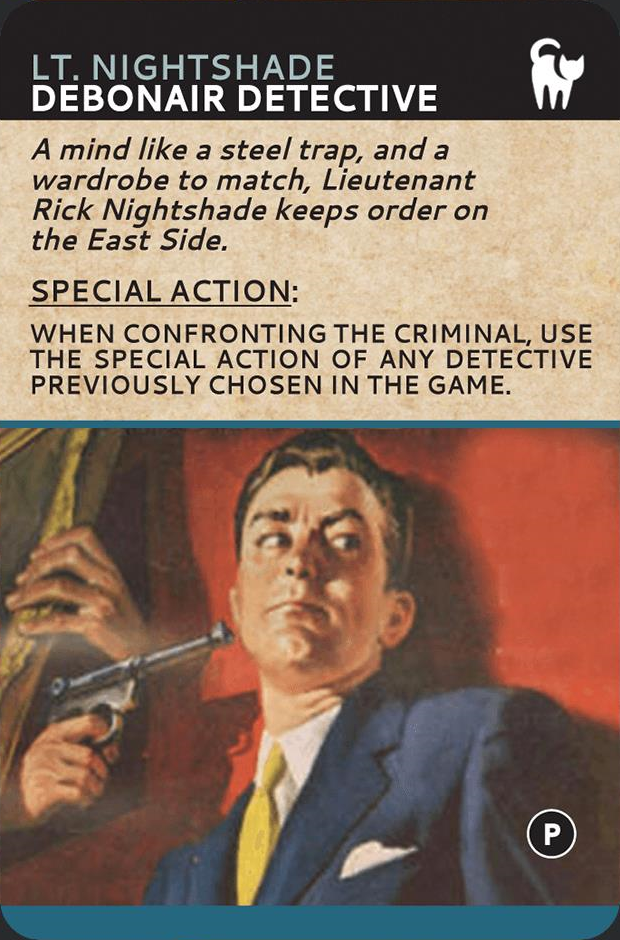 LT. NIGHTSHADE
DEBONAIR DETECTIVE
A mind like a steel trap, and a
wardrobe to match, Lieutenant
Rick Nightshade keeps order on
the East Side.
SPECIAL ACTION:
WHEN CONFRONTING THE CRIMINAL, USE
THE SPECIAL ACTION OF ANY DETECTIVE
PREVIOUSLY CHOSEN IN THE GAME.
P